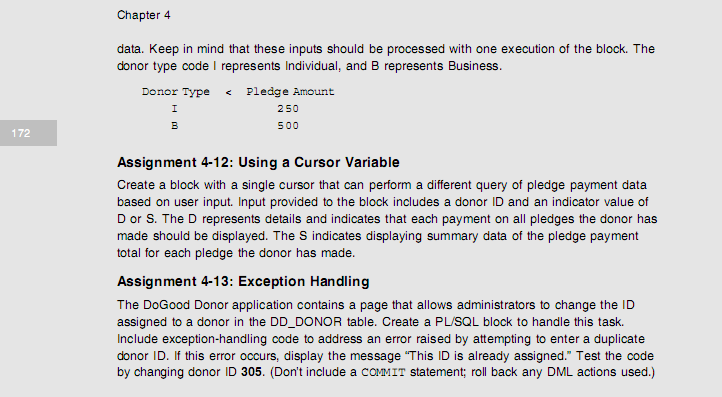 Chapter 4
data. Keep in mind that these inputs should be processed with one execution of the block. The
donor type code I represents Individual, and B represents Business.
Donor Type < Pledge Amount
I 250
B 500
172
Assignment 4-12: Using a Cursor Variable
Create a block with a single cursor that can perform a different query of pledge payment data
based on user input. Input provided to the block includes a donor ID and an indicator value of
D or S. The D represents details and indicates that each payment on all pledges the donor has
made should be displayed. The S indicates displaying summary data of the pledge payment
total for each pledge the donor has made.
Assignment 4-13: Exception Handling
The DoGood Donor application contains a page that allows administrators to change the ID
assigned to a donor in the DD_DONOR table. Create a PL/SQL block to handle this task.
Include exception-handling code to address an error raised by attempting to enter a duplicate
donor ID. If this error occurs, display the message “This ID is already assigned.” Test the code
by changing donor ID 305. (Don’t include a COMMIT statement; roll back any DML actions used.)